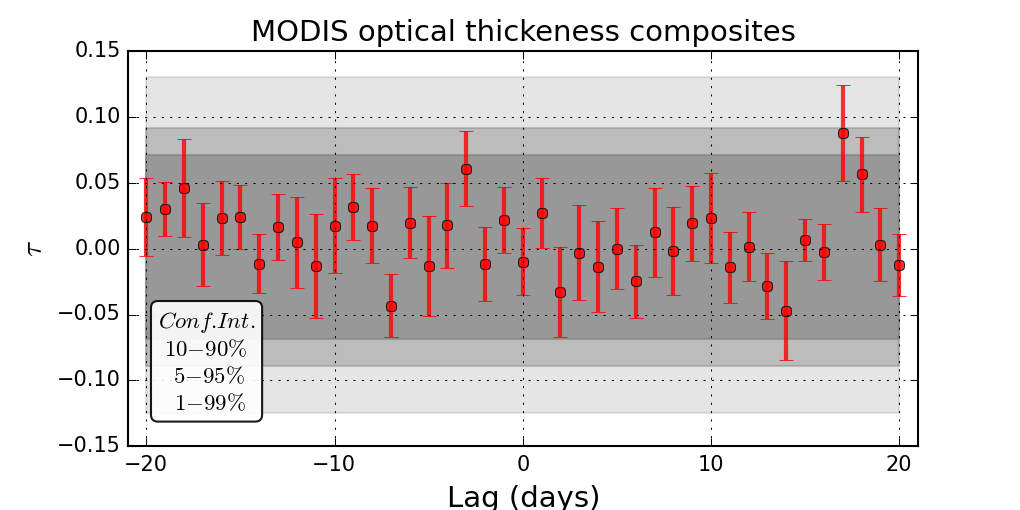 MODIS optical thickeness composites
0.15
0.10
0.05
0.00
−0.05
−0.10
−0.15
τ
Conf.Int.
10−90%
5−95%
1−99%
−20 −10 0 10 20
Lag (days)